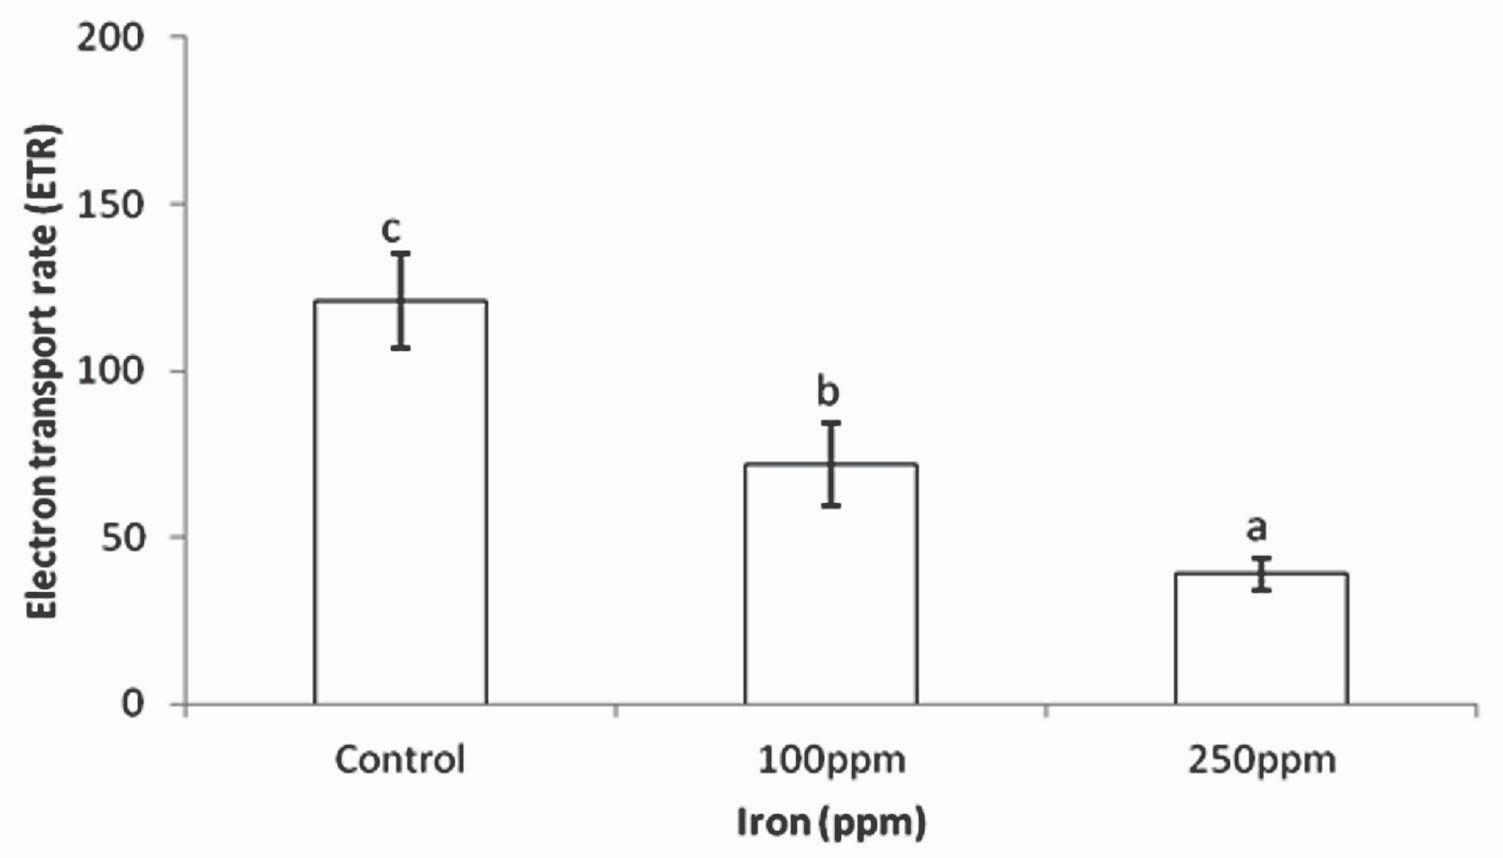 Electron transport rate (ETR)
200
150
100
50
0
c
b
a
Control
100ppm
250ppm
Iron (ppm)